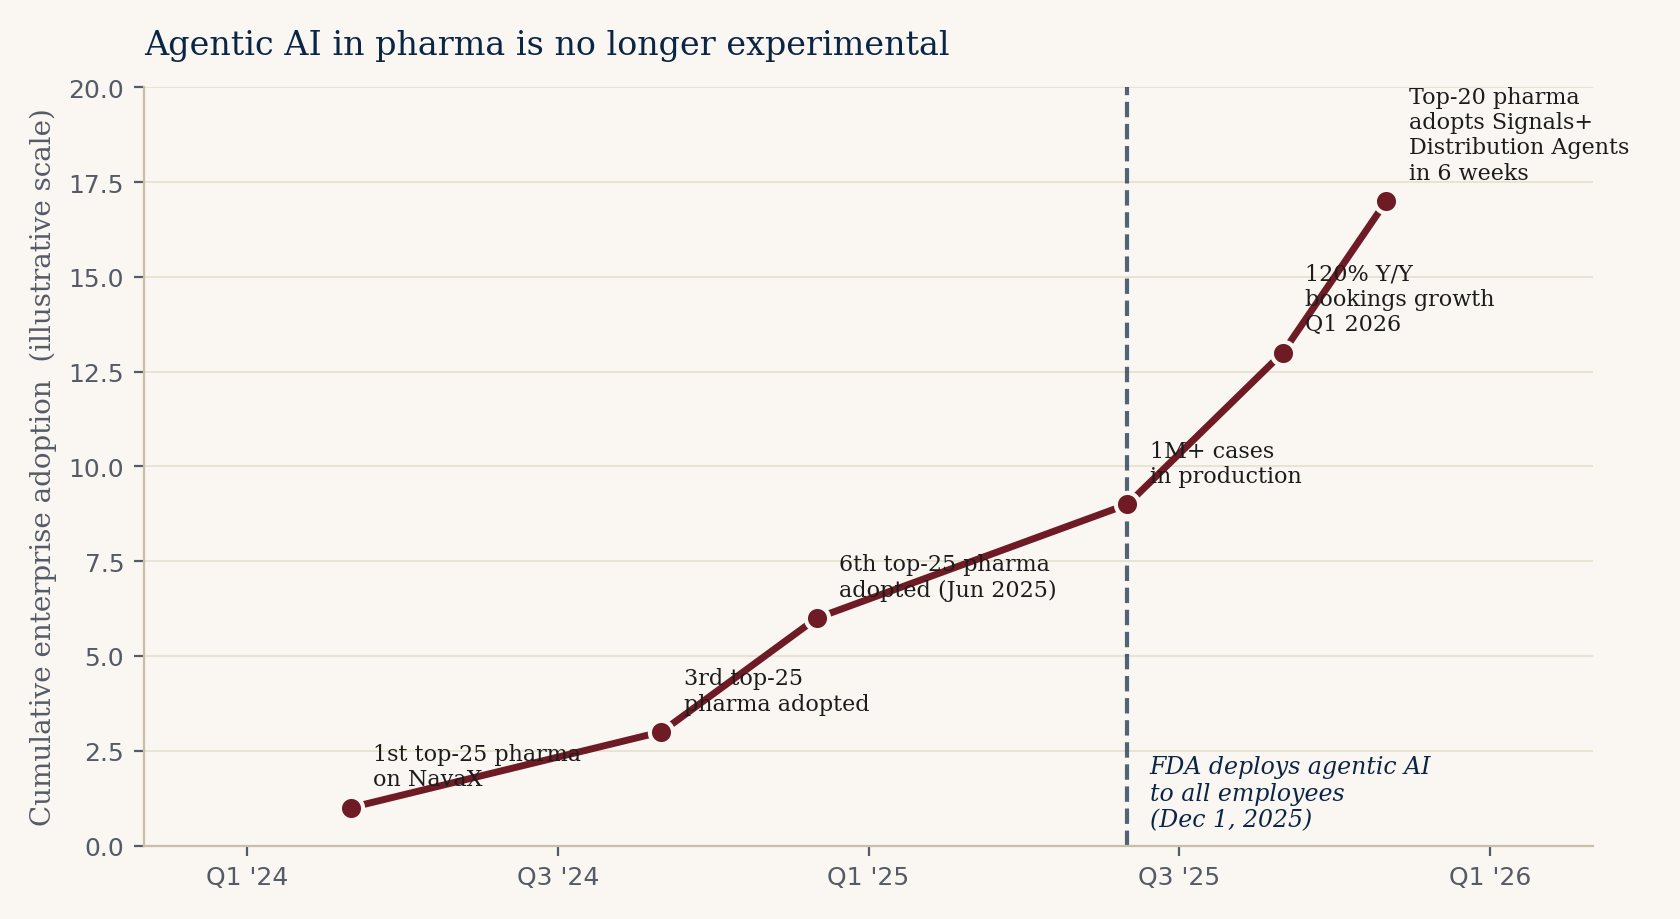 Agentic AI in pharma is no longer experimental
Cumulative enterprise adoption (illustrative scale)
20.0
17.5
15.0
12.5
10.0
7.5
5.0
2.5
0.0
Top-20 pharma
adopts Signals+
Distribution Agents
in 6 weeks
120% Y/Y
bookings growth
Q1 2026
1M+ cases
in production
6th top-25 pharma
adopted (Jun 2025)
3rd top-25
pharma adopted
1st top-25 pharma
on NavaX
FDA deploys agentic AI
to all employees
(Dec 1, 2025)
Q1 '24
Q3 '24
Q1 '25
Q3 '25
Q1 '26